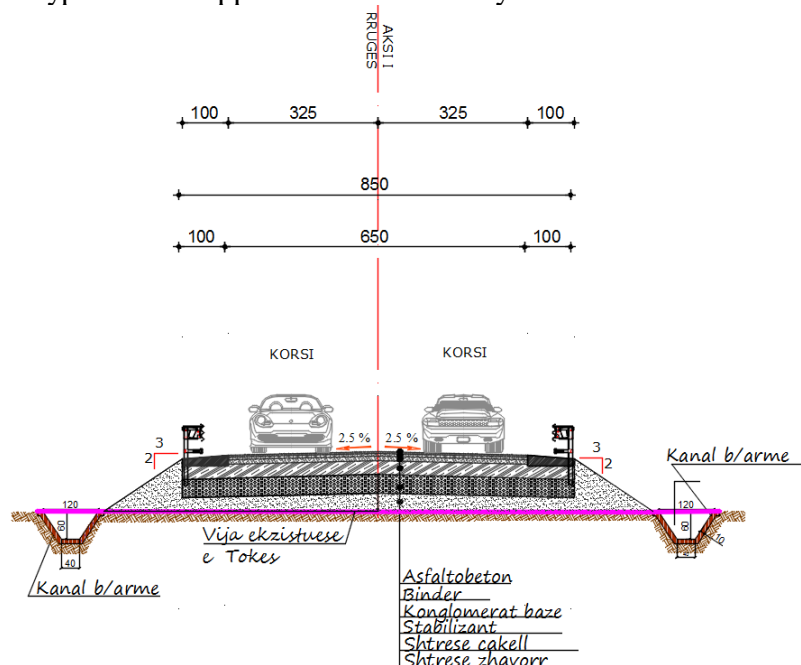 AKSI I
RRUGES
100 325 325 100
850
100 650 100
KORSI KORSI
2.5 % 2.5 %
3
2
3
2
Kanal b/arme
120
60
40
120
60
10
Vija ekzistuese
e Tokes
Kanal b/arme
Asfaltobeton
Binder
Konglomerat baze
Stabilizant
Shtrese cakell
Shtrese zhavorr